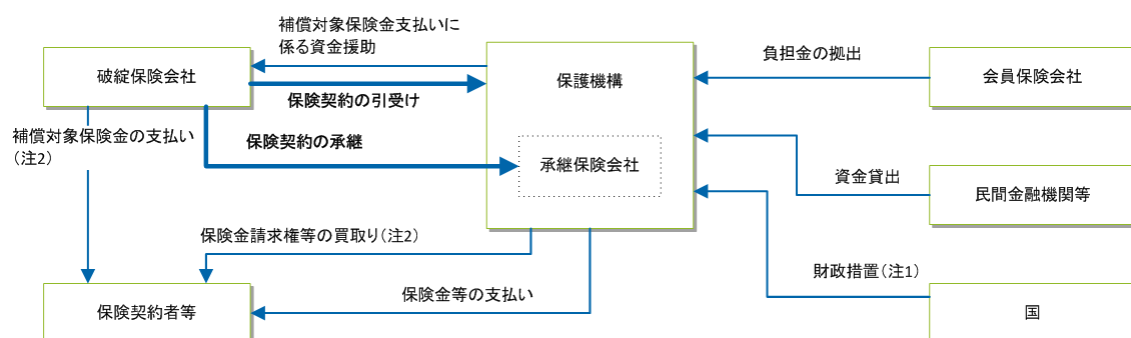 補償対象保険金支払いに
係る資金援助
破綻保険会社
保険契約の引受け
補償対象保険金の支払い
（注2）
保険契約の承継
保護機構
承継保険会社
負担金の拠出
会員保険会社
資金貸出
民間金融機関等
保険金請求権等の買取り（注2）
財政措置（注1）
保険契約者等
保険金等の支払い
国